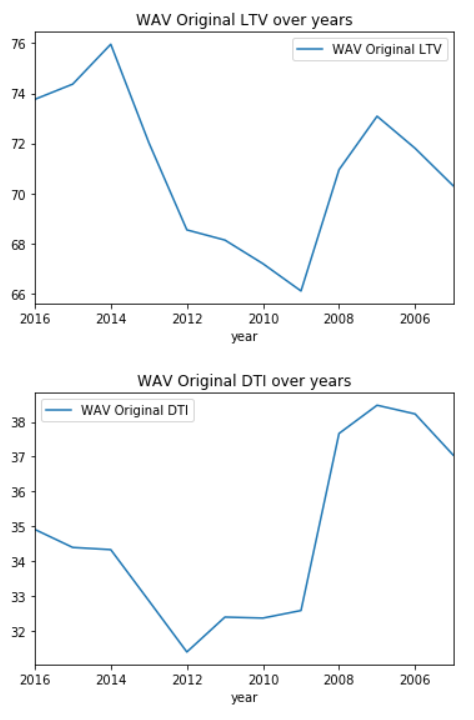 WAV Original LTV over years
WAV Original LTV
76
74
72
70
68
66
2016 2014 2012 2010 2008 2006
year
WAV Original DTI over years
WAV Original DTI
38
37
36
35
34
33
32
2016 2014 2012 2010 2008 2006
year